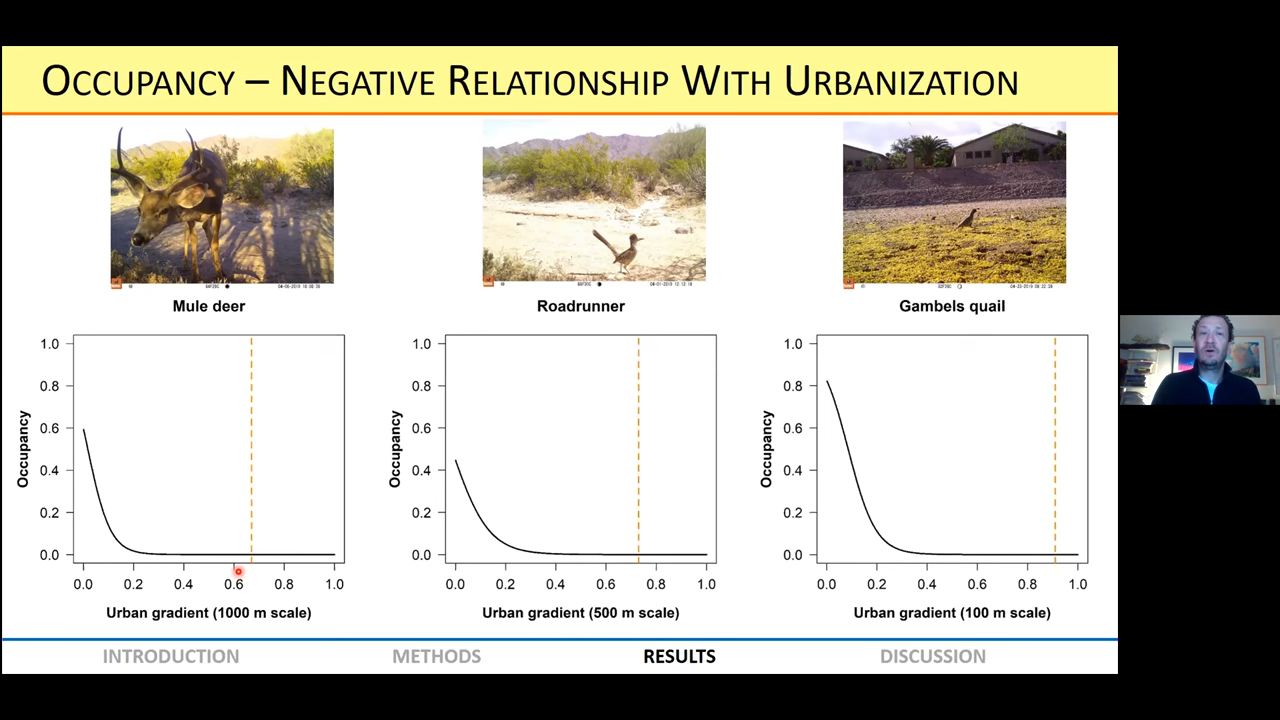 OCCUPANCY – NEGATIVE RELATIONSHIP WITH URBANIZATION
Mule deer
Roadrunner
Gambels quail
1.0
0.8
0.6
0.4
0.2
0.0
Occupancy
0.0 0.2 0.4 0.6 0.8 1.0
Urban gradient (1000 m scale)
1.0
0.8
0.6
0.4
0.2
0.0
Occupancy
0.0 0.2 0.4 0.6 0.8 1.0
Urban gradient (500 m scale)
1.0
0.8
0.6
0.4
0.2
0.0
Occupancy
0.0 0.2 0.4 0.6 0.8 1.0
Urban gradient (100 m scale)
INTRODUCTION METHODS RESULTS DISCUSSION